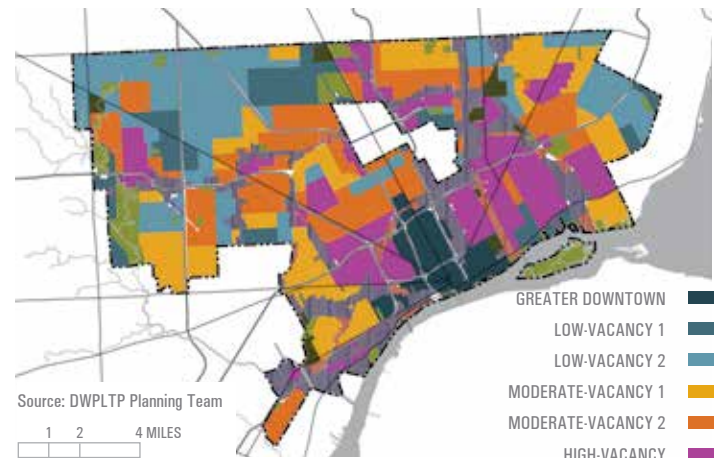 GREATER DOWNTOWN
LOW-VACANCY 1
LOW-VACANCY 2
MODERATE-VACANCY 1
MODERATE-VACANCY 2
HIGH-VACANCY
Source: DWPLTP Planning Team
1 2 4 MILES